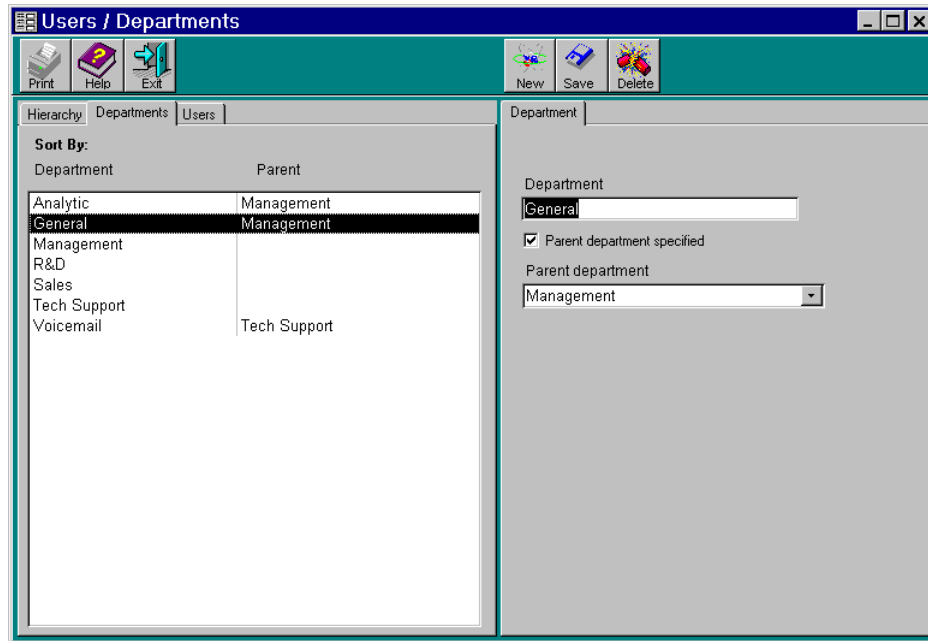 Users / Departments
Print Help Exit New Save Delete
Hierarchy Departments Users
Sort By:
Department Parent
Analytic Management
General Management
Management
R&D
Sales
Tech Support
Voicemail Tech Support
Department
Department
General
Parent department specified
Parent department
Management